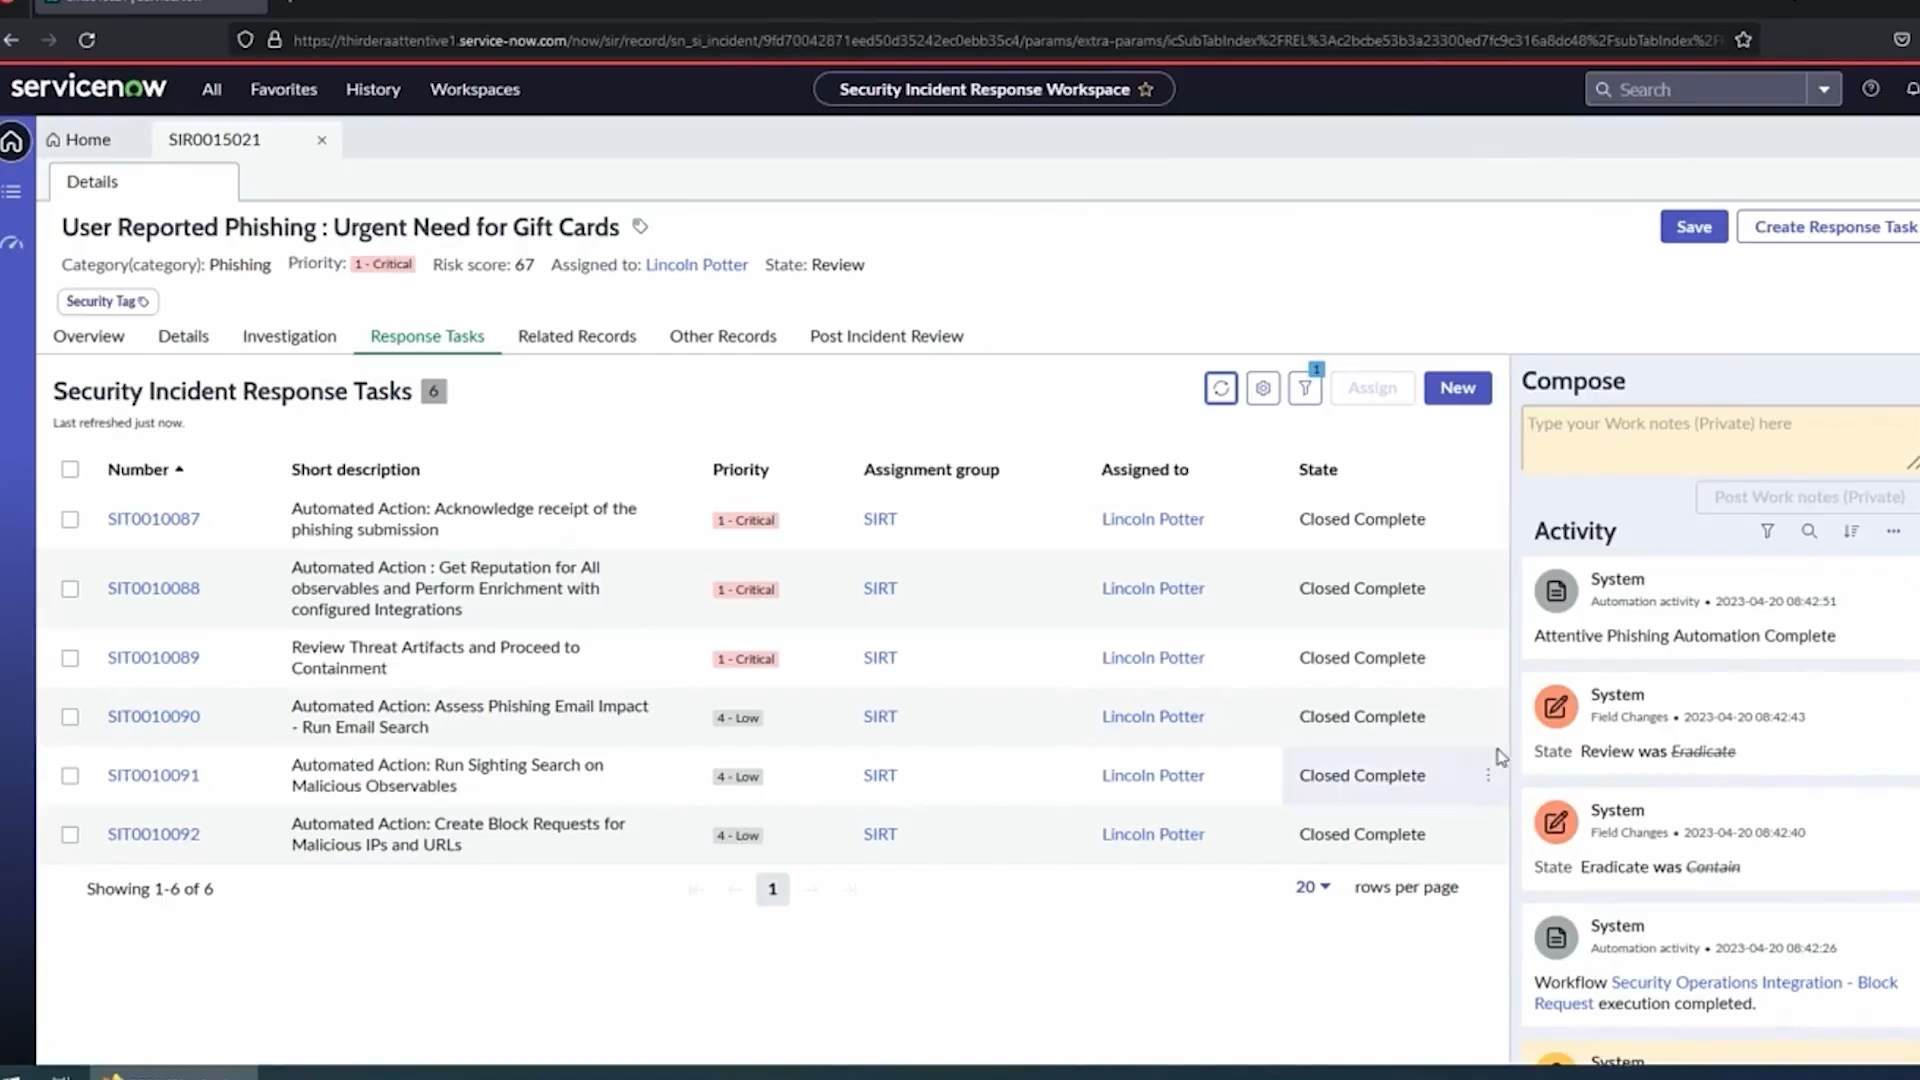 https://thirderaattentive1.service-now.com/now/sir/record/sn_si_incident/9fd70042871eed50d35242ec0ebb35c4/params/extra-params/icSubTabIndex%2FREL%3Ac2bcbe53b3a23300ed7fc9c316a8dc48%2FsubTabIndex%2F
servicenow All Favorites History Workspaces Security Incident Response Workspace Search
Home SIR0015021
Details
User Reported Phishing : Urgent Need for Gift Cards Save Create Response Task
Category(category): Phishing Priority: 1 - Critical Risk score: 67 Assigned to: Lincoln Potter State: Review
Security Tag
Overview Details Investigation Response Tasks Related Records Other Records Post Incident Review
Security Incident Response Tasks 6 1 Assign New
Last refreshed just now.
Number Short description Priority Assignment group Assigned to State
SIT0010087 Automated Action: Acknowledge receipt of the 1 - Critical SIRT Lincoln Potter Closed Complete
phishing submission
SIT0010088 Automated Action : Get Reputation for All 1 - Critical SIRT Lincoln Potter Closed Complete
observables and Perform Enrichment with
configured Integrations
SIT0010089 Review Threat Artifacts and Proceed to 1 - Critical SIRT Lincoln Potter Closed Complete
Containment
SIT0010090 Automated Action: Assess Phishing Email Impact 4 - Low SIRT Lincoln Potter Closed Complete
- Run Email Search
SIT0010091 Automated Action: Run Sighting Search on 4 - Low SIRT Lincoln Potter Closed Complete
Malicious Observables
SIT0010092 Automated Action: Create Block Requests for 4 - Low SIRT Lincoln Potter Closed Complete
Malicious IPs and URLs
Showing 1-6 of 6 1 20 rows per page
Compose
Type your Work notes (Private) here
Post Work notes (Private)
Activity
System
Automation activity • 2023-04-20 08:42:51
Attentive Phishing Automation Complete
System
Field Changes • 2023-04-20 08:42:43
State Review was Eradicate
System
Field Changes • 2023-04-20 08:42:40
State Eradicate was Contain
System
Automation activity • 2023-04-20 08:42:26
Workflow Security Operations Integration - Block
Request execution completed.
System